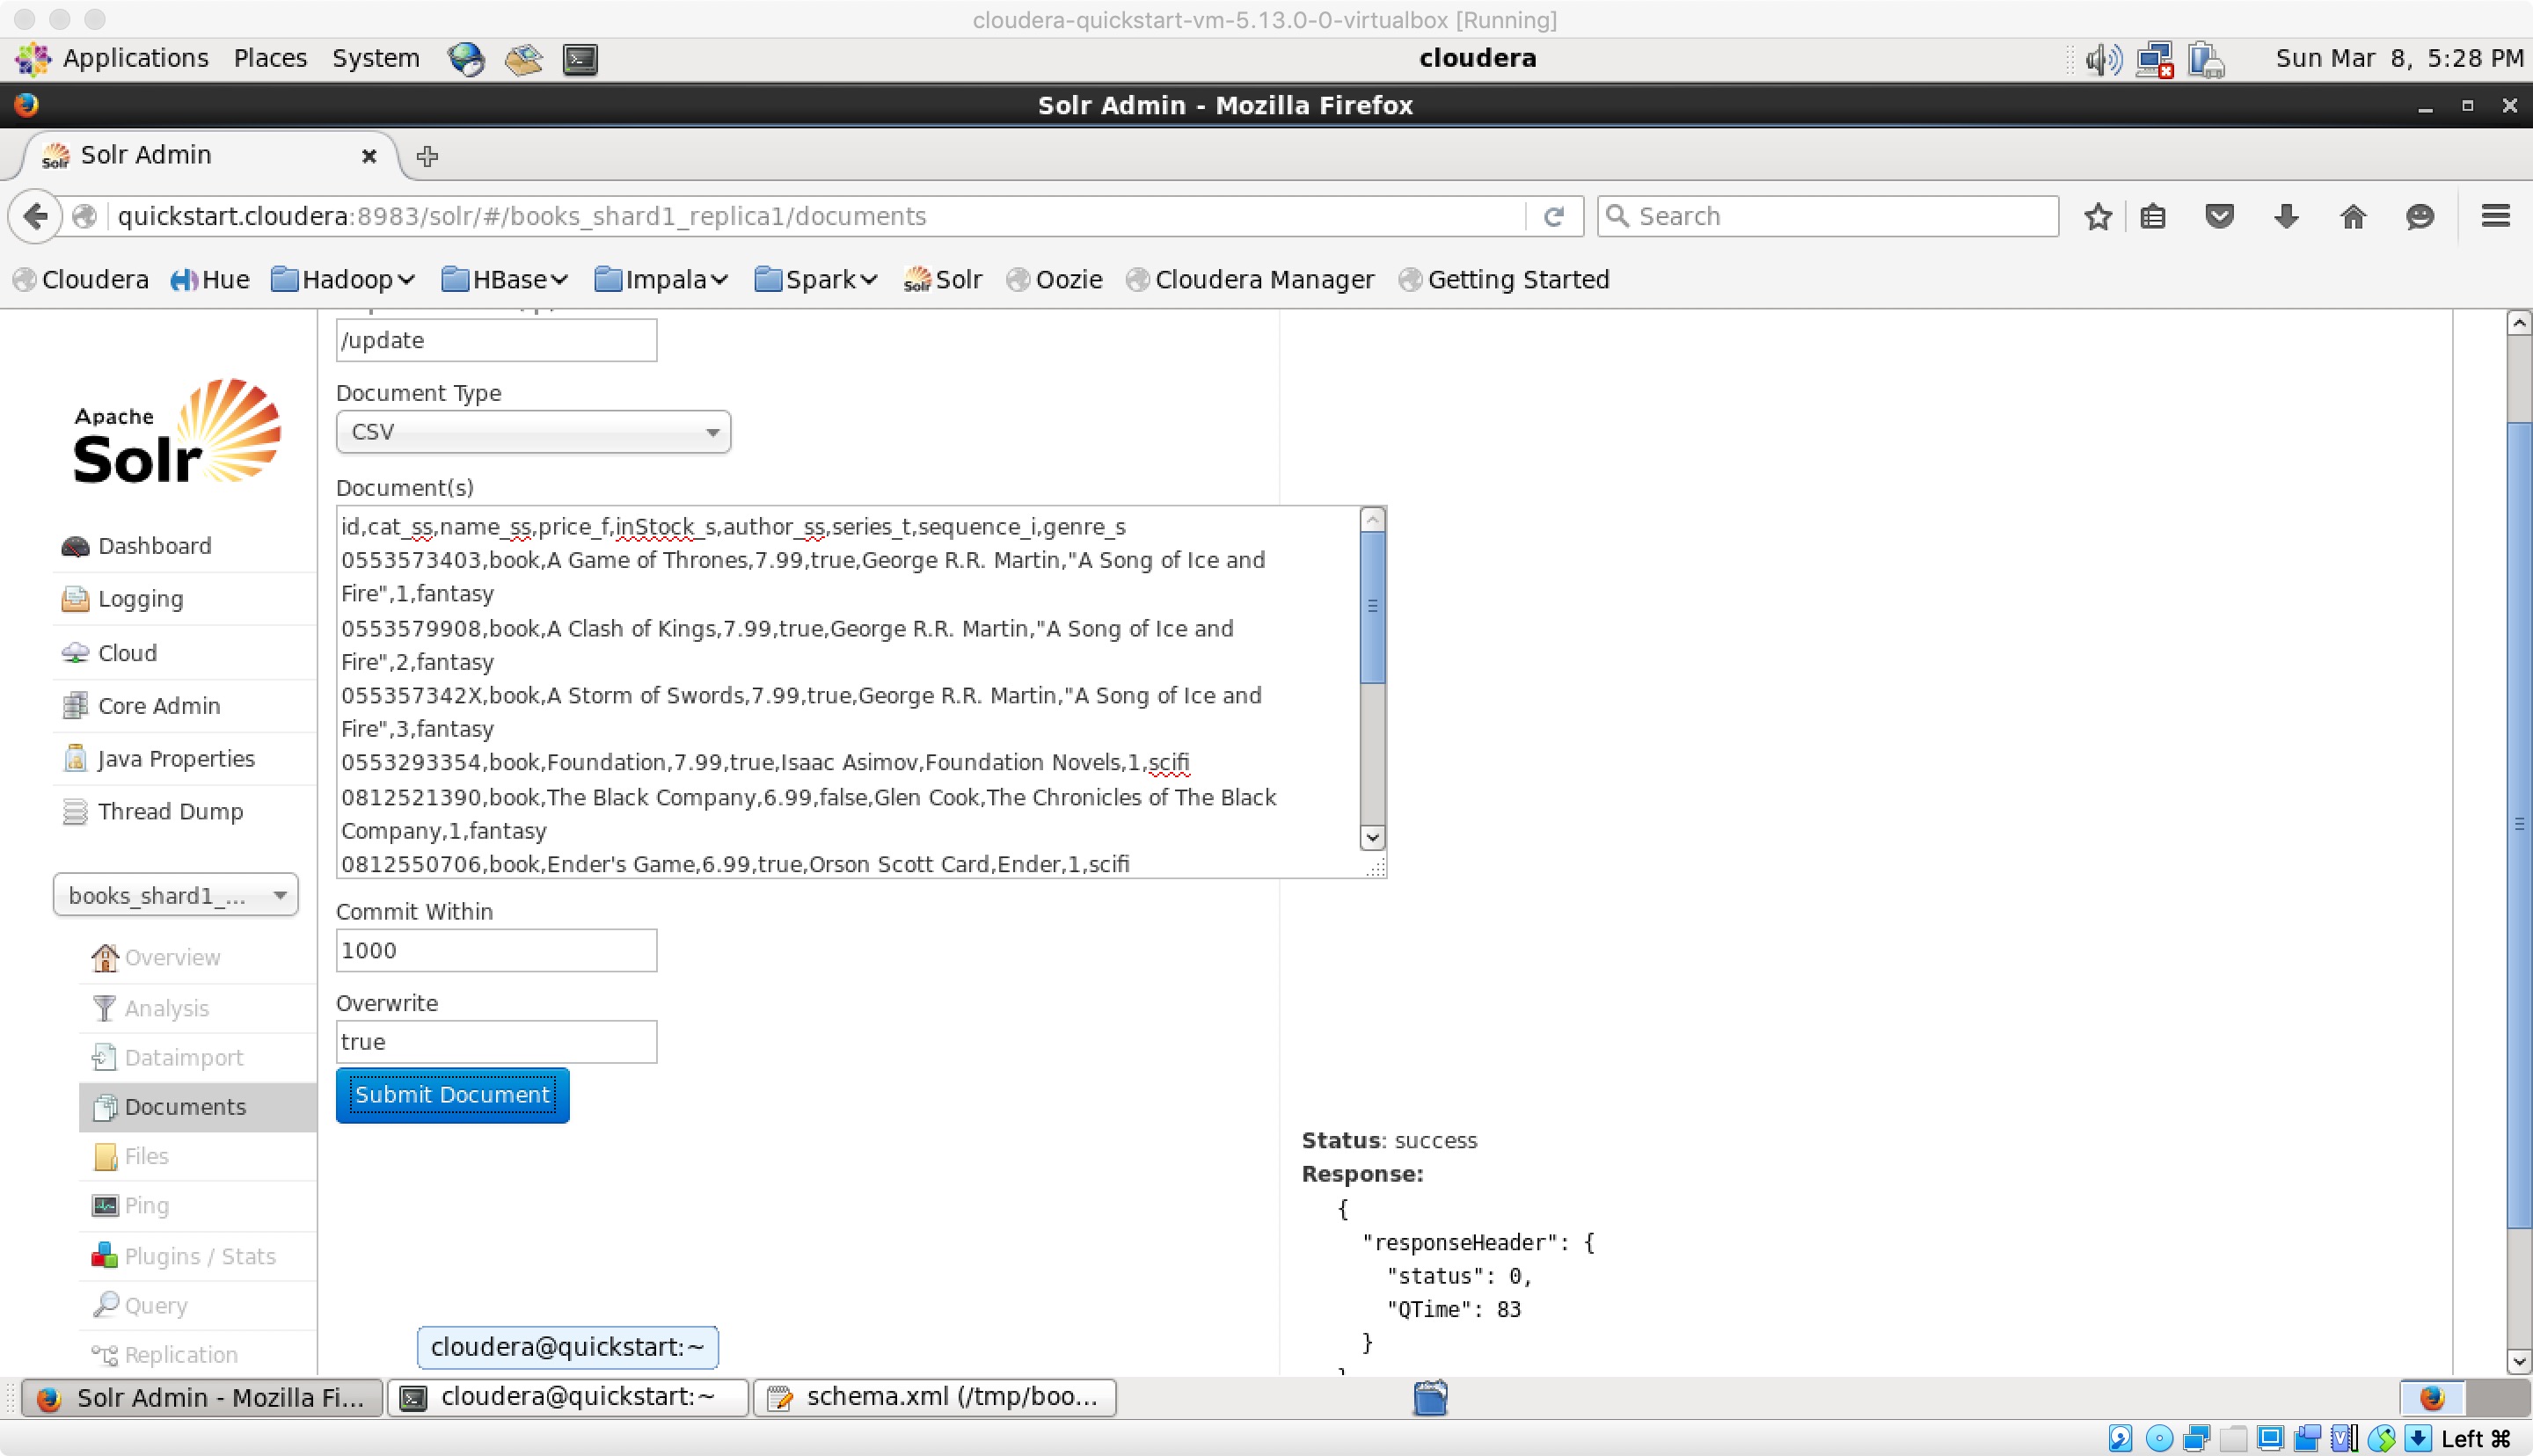 cloudera-quickstart-vm-5.13.0-0-virtualbox [Running]
Applications Places System cloudera Sun Mar 8, 5:28 PM
Solr Admin - Mozilla Firefox
Solr Admin
quickstart.cloudera:8983/solr/#/books_shard1_replica1/documents Search
Cloudera Hue Hadoop HBase Impala Spark Solr Oozie Cloudera Manager Getting Started
Apache
Solr
Dashboard
Logging
Cloud
Core Admin
Java Properties
Thread Dump
books_shard1_...
Overview
Analysis
Dataimport
Documents
Files
Ping
Plugins / Stats
Query
Replication
/update
Document Type
CSV
Document(s)
id,cat_ss,name_ss,price_f,inStock_s,author_ss,series_t,sequence_i,genre_s
0553573403,book,A Game of Thrones,7.99,true,George R.R. Martin,"A Song of Ice and
Fire",1,fantasy
0553579908,book,A Clash of Kings,7.99,true,George R.R. Martin,"A Song of Ice and
Fire",2,fantasy
055357342X,book,A Storm of Swords,7.99,true,George R.R. Martin,"A Song of Ice and
Fire",3,fantasy
0553293354,book,Foundation,7.99,true,Isaac Asimov,Foundation Novels,1,scifi
0812521390,book,The Black Company,6.99,false,Glen Cook,The Chronicles of The Black
Company,1,fantasy
0812550706,book,Ender's Game,6.99,true,Orson Scott Card,Ender,1,scifi
Commit Within
1000
Overwrite
true
Submit Document
Status: success
Response:
{
"responseHeader": {
"status": 0,
"QTime": 83
}
cloudera@quickstart:~
Solr Admin - Mozilla Fi... cloudera@quickstart:~ schema.xml (/tmp/boo...
Left ⌘